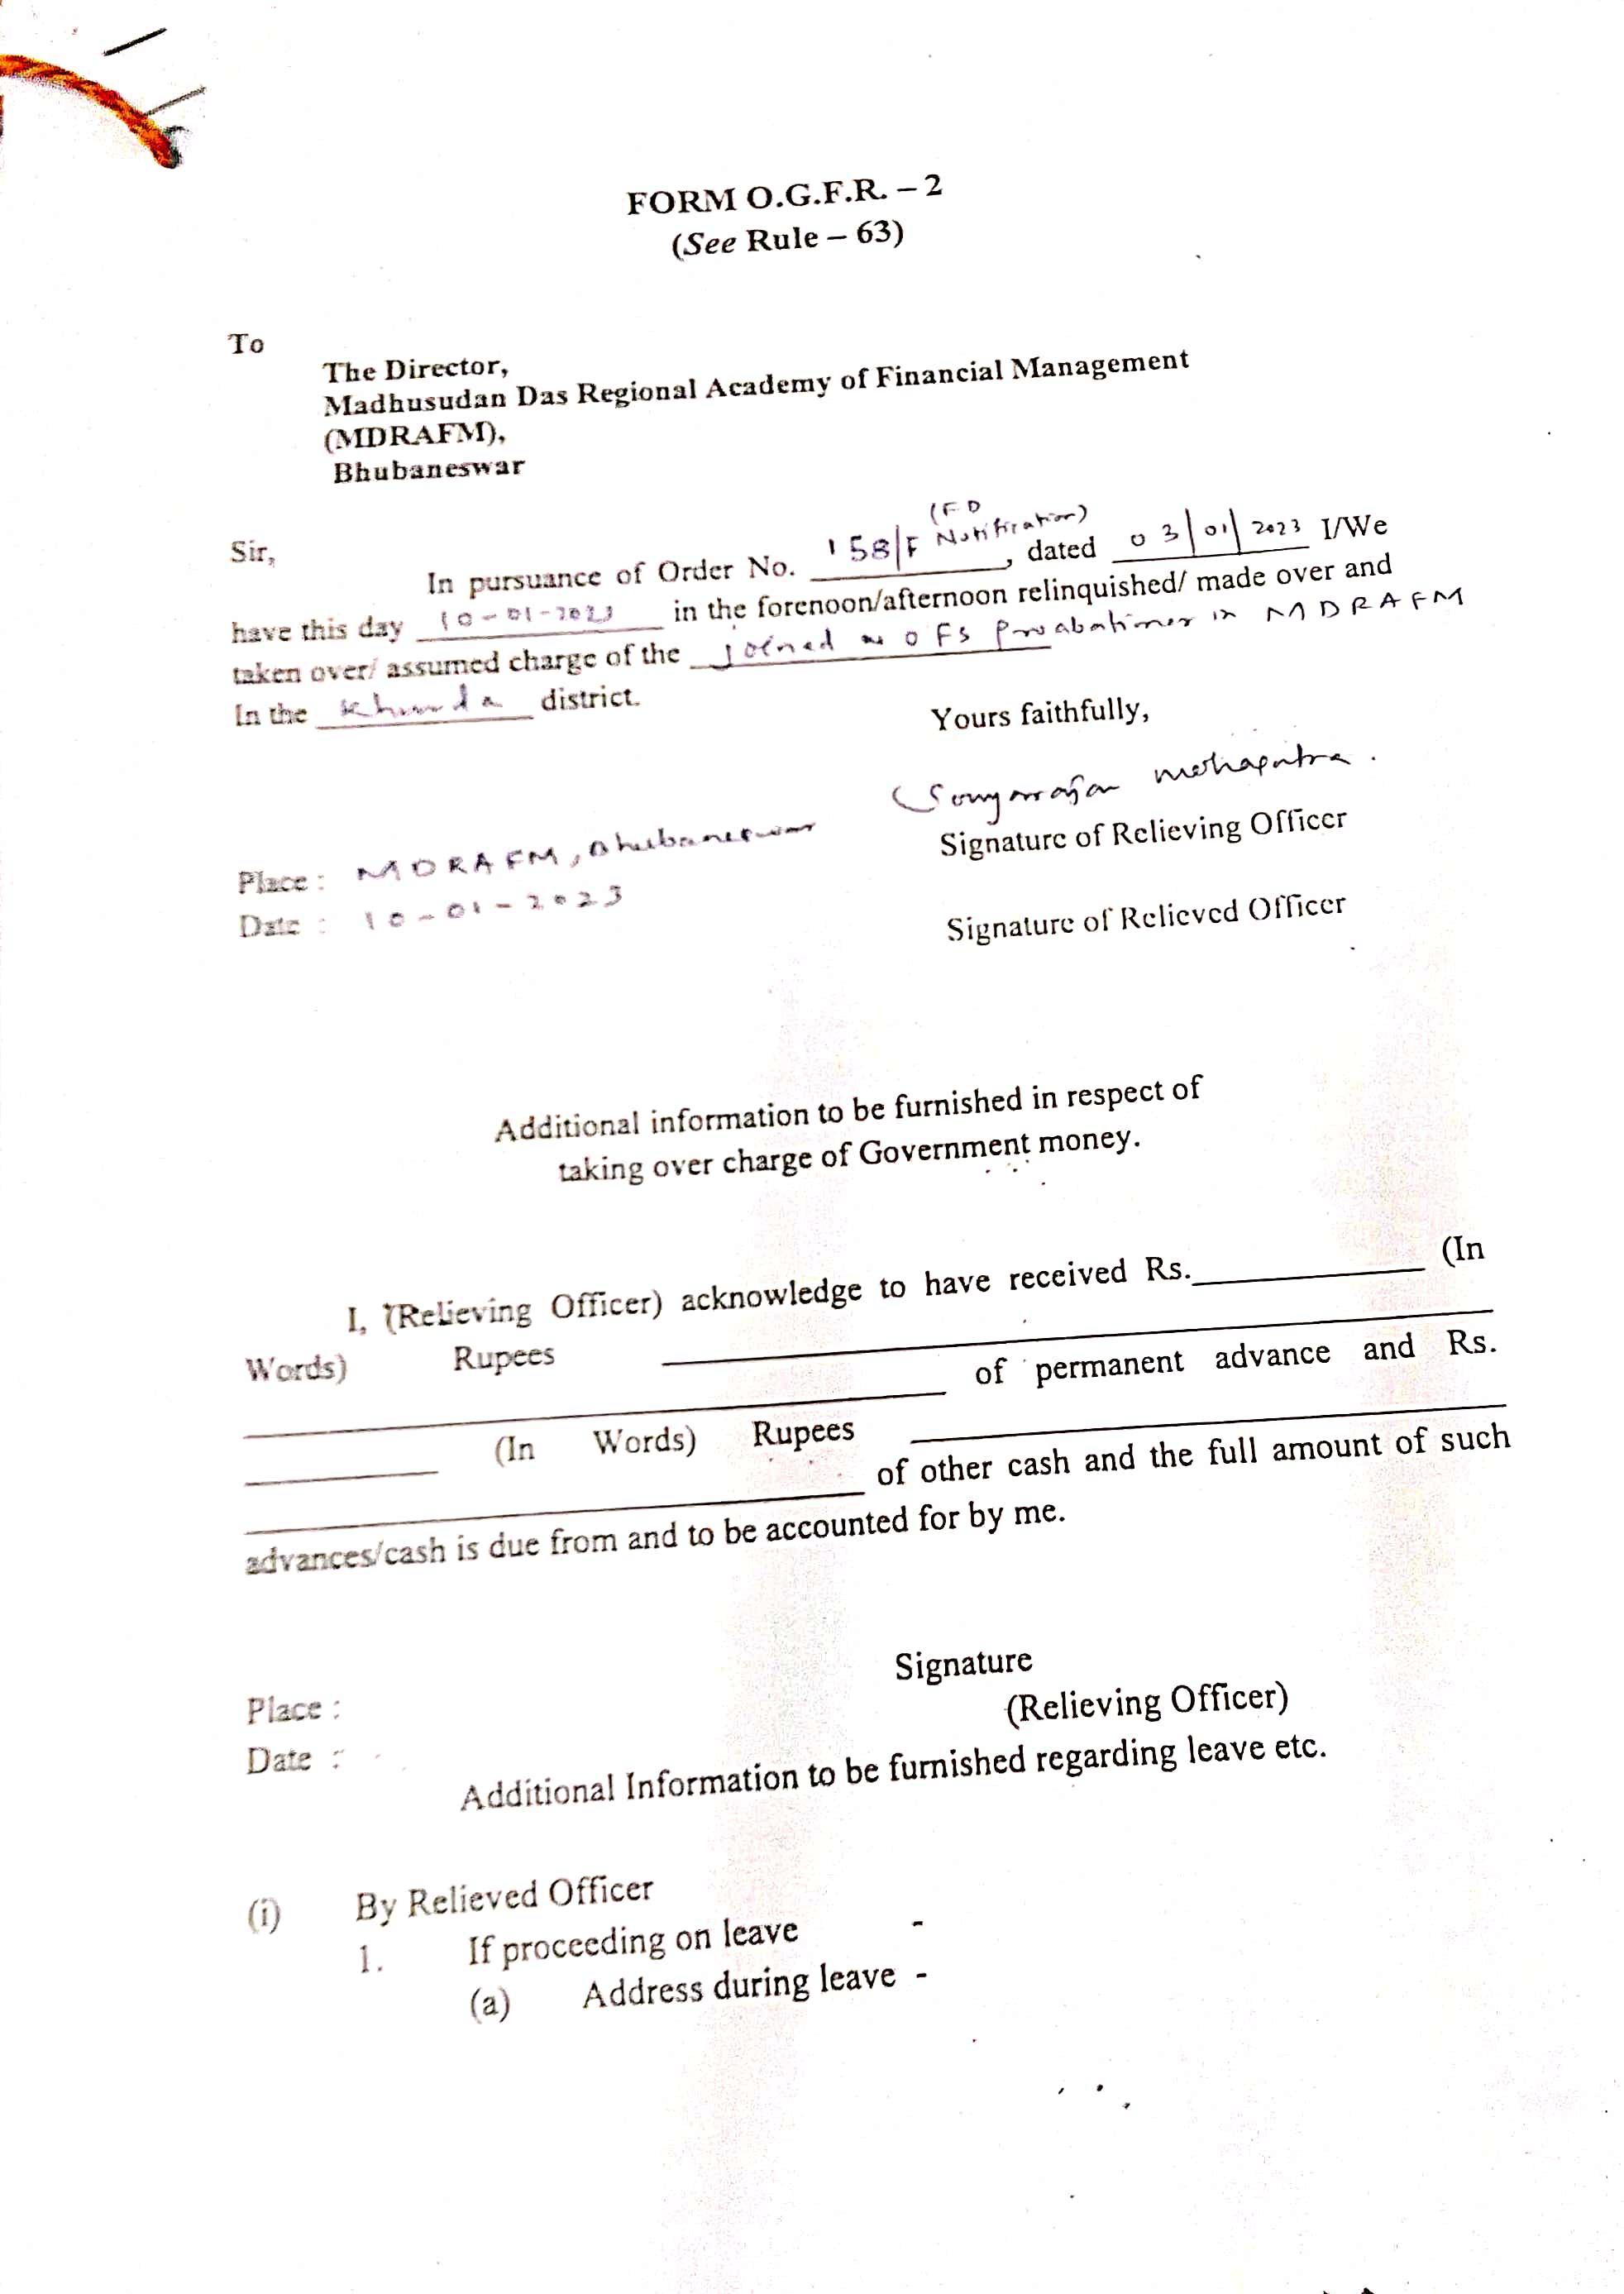 FORM O.G.F.R. – 2
(See Rule – 63)
To
The Director,
Madhusudan Das Regional Academy of Financial Management
(MDRAFM),
Bhubaneswar
(FD
Sir,
In pursuance of Order No. 158/F Notification), dated 03/01/2023 I/We
have this day 10-01-2023 in the forenoon/afternoon relinquished/ made over and
taken over/ assumed charge of the joined as OFS Probationer in MDRAFM
In the Khurda district.
Yours faithfully,
mohapatra.
Signature of Relieving Officer
Place : MDRAFM, Bhubaneswar
Date : 10-01-2023
Signature of Relieved Officer
Additional information to be furnished in respect of
taking over charge of Government money.
I, (Relieving Officer) acknowledge to have received Rs. (In
Words) Rupees
of permanent advance and Rs.
(In Words) Rupees
of other cash and the full amount of such
advances/cash is due from and to be accounted for by me.
Signature
Place : (Relieving Officer)
Date :
Additional Information to be furnished regarding leave etc.
(i) By Relieved Officer
1. If proceeding on leave -
(a) Address during leave -